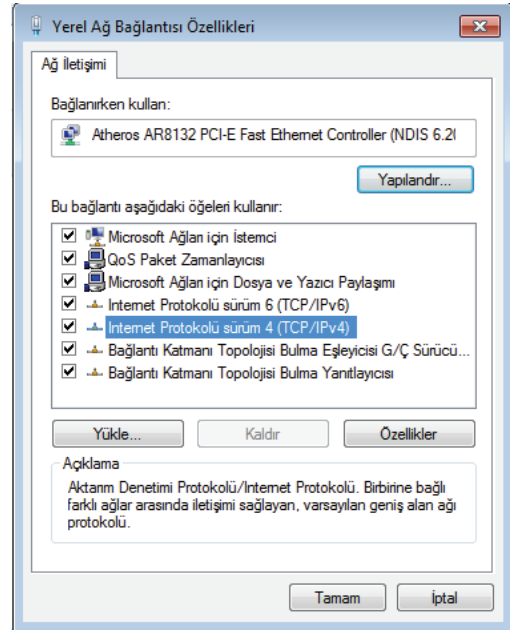 Yerel Ağ Bağlantısı Özellikleri
Ağ İletişimi
Bağlanırken kullan:
Atheros AR8132 PCI-E Fast Ethernet Controller (NDIS 6.2(
Yapılandır...
Bu bağlantı aşağıdaki öğeleri kullanır:
Microsoft Ağları için İstemci
QoS Paket Zamanlayıcısı
Microsoft Ağları için Dosya ve Yazıcı Paylaşımı
Internet Protokolü sürüm 6 (TCP/IPv6)
Internet Protokolü sürüm 4 (TCP/IPv4)
Bağlantı Katmanı Topolojisi Bulma Eşleyicisi G/Ç Sürücü...
Bağlantı Katmanı Topolojisi Bulma Yanıtlayıcısı
Yükle...
Kaldır
Özellikler
Açıklama
Aktarım Denetimi Protokolü/Internet Protokolü. Birbirine bağlı
farklı ağlar arasında iletişimi sağlayan, varsayılan geniş alan ağı
protokolü.
Tamam
İptal